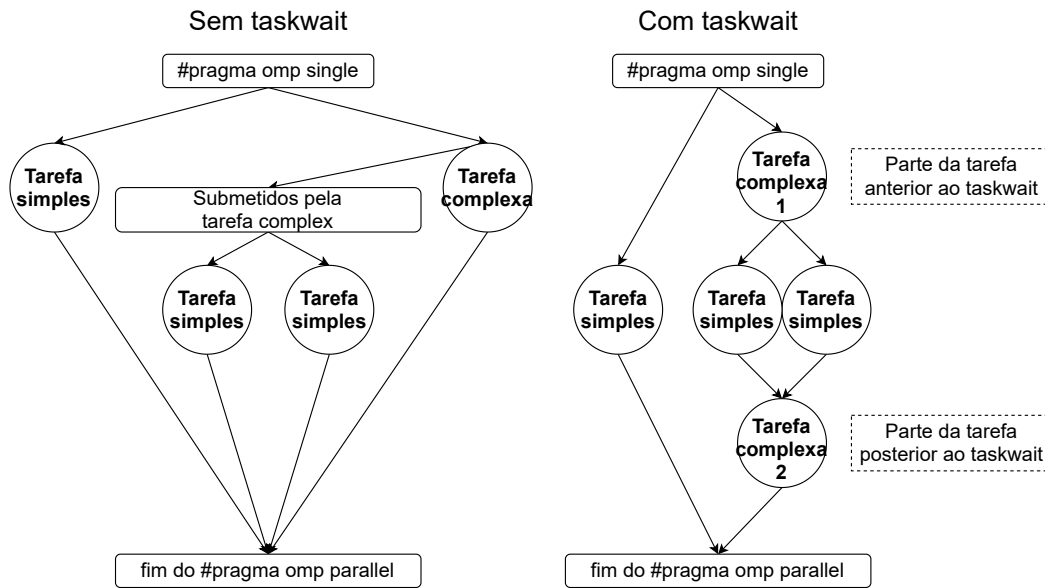 Sem taskwait
#pragma omp single
Tarefa
simples
Tarefa
complexa
Submetidos pela
tarefa complex
Tarefa
simples
Tarefa
simples
fim do #pragma omp parallel
Com taskwait
#pragma omp single
Tarefa
complexa
1
Parte da tarefa
anterior ao taskwait
Tarefa
simples
Tarefa
simples
Tarefa
simples
Tarefa
complexa
2
Parte da tarefa
posterior ao taskwait
fim do #pragma omp parallel